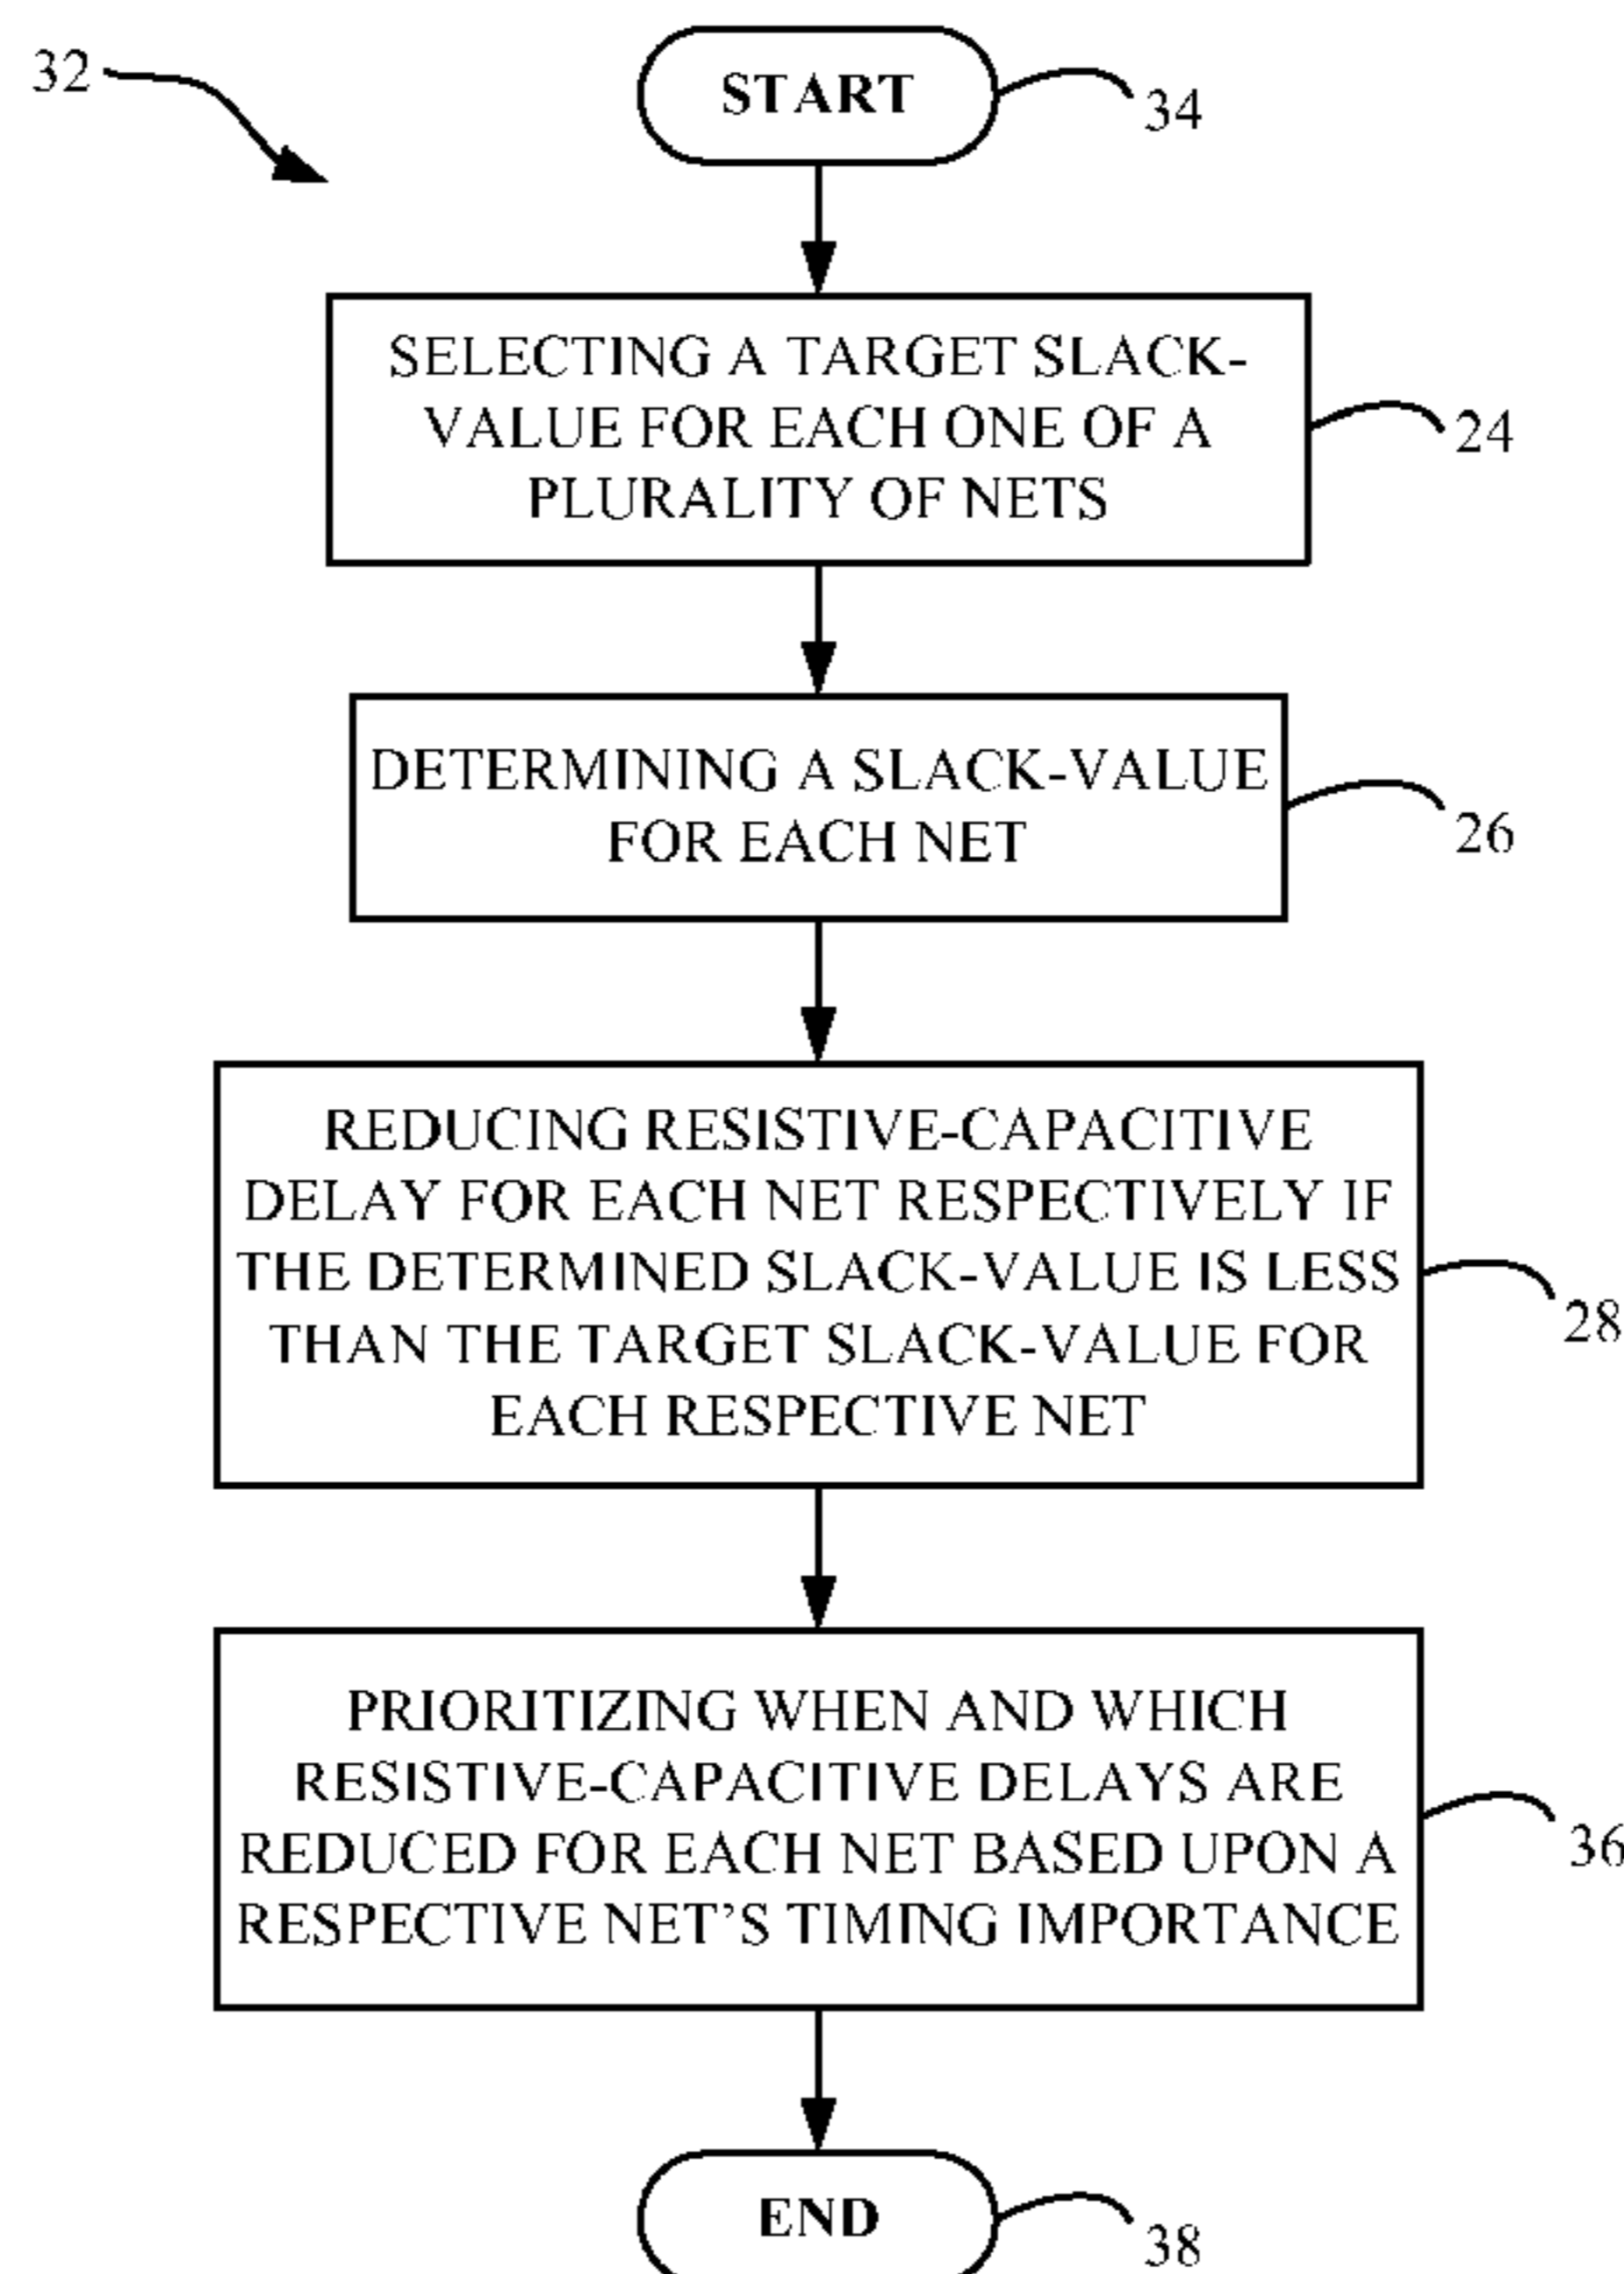 32
START
34
SELECTING A TARGET SLACK-
VALUE FOR EACH ONE OF A
PLURALITY OF NETS
24
DETERMINING A SLACK-VALUE
FOR EACH NET
26
REDUCING RESISTIVE-CAPACITIVE
DELAY FOR EACH NET RESPECTIVELY IF
THE DETERMINED SLACK-VALUE IS LESS
THAN THE TARGET SLACK-VALUE FOR
EACH RESPECTIVE NET
28
PRIORITIZING WHEN AND WHICH
RESISTIVE-CAPACITIVE DELAYS ARE
REDUCED FOR EACH NET BASED UPON A
RESPECTIVE NET'S TIMING IMPORTANCE
36
END
38